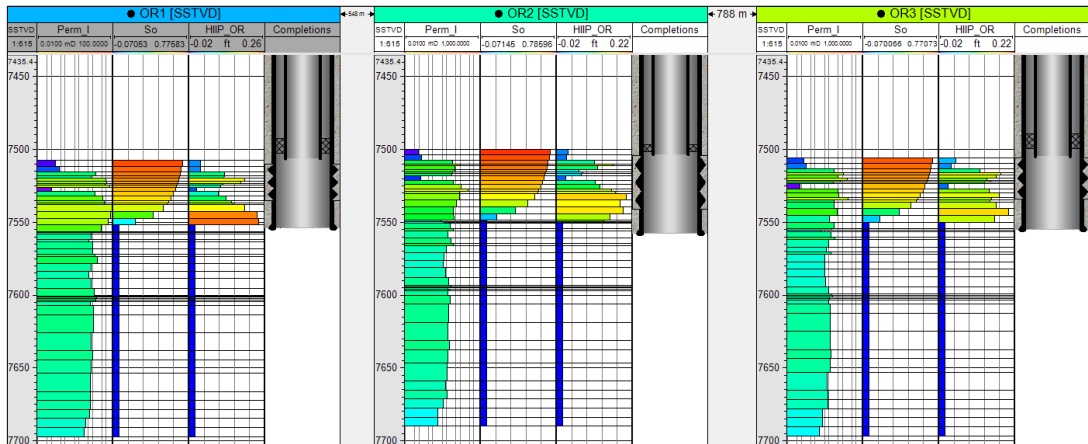 ● OR1 [SSTVD]
548 m
● OR2 [SSTVD]
788 m
● OR3 [SSTVD]
SSTVD Perm_I So HIIP_OR Completions
1:615 0.0100 mD 100.0000 -0.07053 0.77583 -0.02 ft 0.26
SSTVD Perm_I So HIIP_OR Completions
1:615 0.0100 mD 1,000.0000 -0.07145 0.78596 -0.02 ft 0.22
SSTVD Perm_I So HIIP_OR Completions
1:615 0.0100 mD 1,000.0000 -0.070066 0.77073 -0.02 ft 0.22
7435.4
7450
7500
7550
7600
7650
7700
7435.4
7450
7500
7550
7600
7650
7700
7435.4
7450
7500
7550
7600
7650
7700